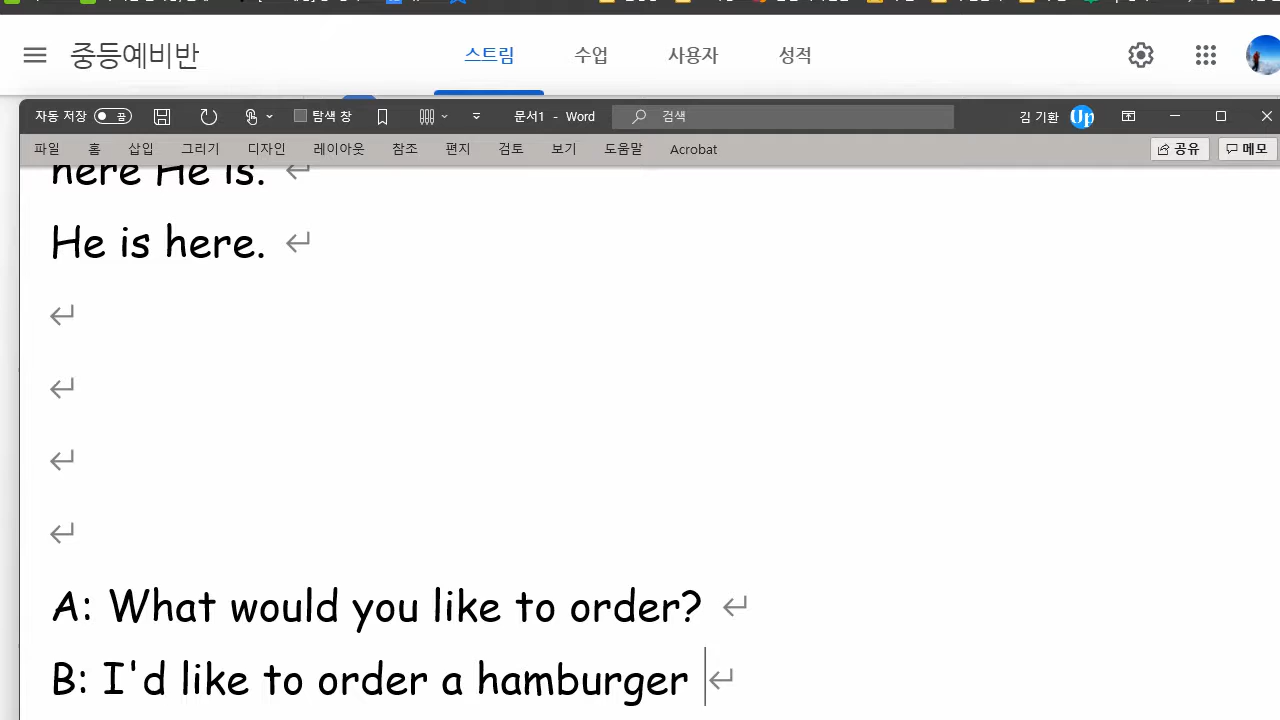 중등예비반
스트림
수업
사용자
성적
자동 저장
끔
탐색 창
문서1 - Word
검색
김 기환
Up
파일
홈
삽입
그리기
디자인
레이아웃
참조
편지
검토
보기
도움말
Acrobat
공유
메모
here He is.
He is here.
A: What would you like to order?
B: I'd like to order a hamburger